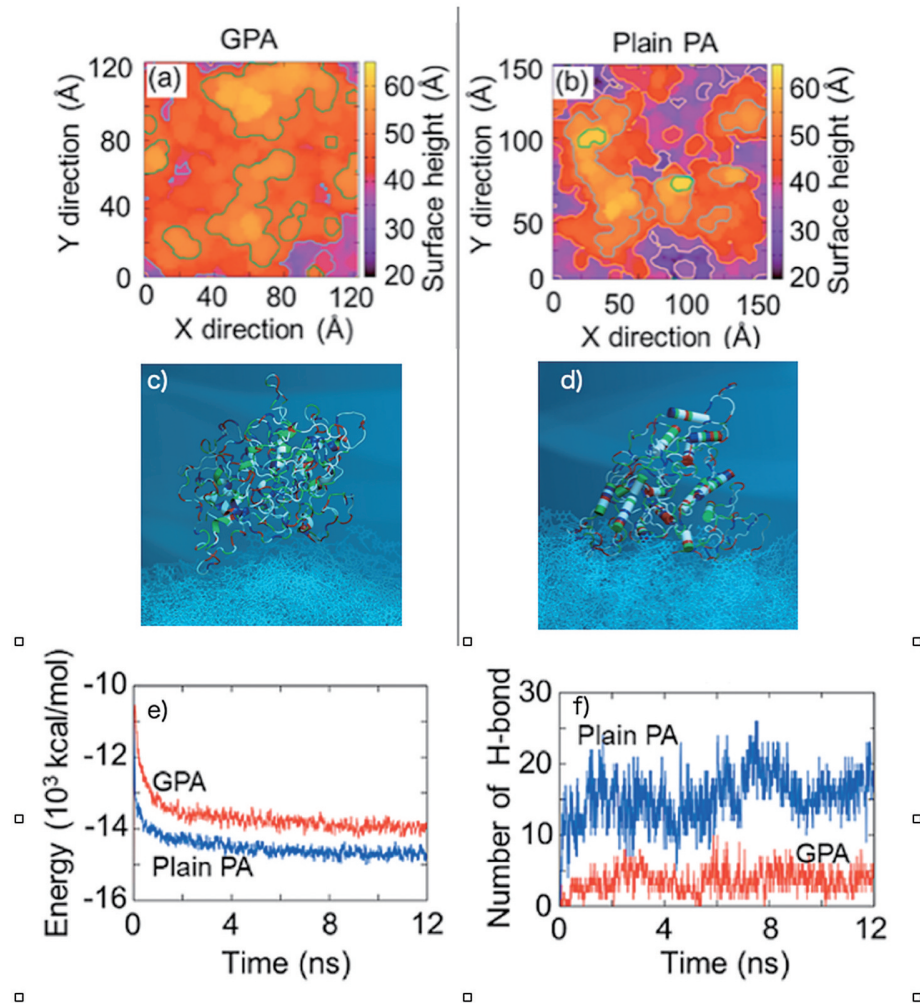 GPA
(a)
120
80
40
0
Y direction (Å)
0 40 80 120
X direction (Å)
60
50
40
30
20
Surface height (Å)
Plain PA
(b)
150
100
50
0
Y direction (Å)
0 50 100 150
X direction (Å)
60
50
40
30
20
Surface height (Å)
c)
d)
e)
-10
-12
-14
-16
Energy (10³ kcal/mol)
GPA
Plain PA
0 4 8 12
Time (ns)
f)
30
20
10
0
Number of H-bond
Plain PA
GPA
0 4 8 12
Time (ns)